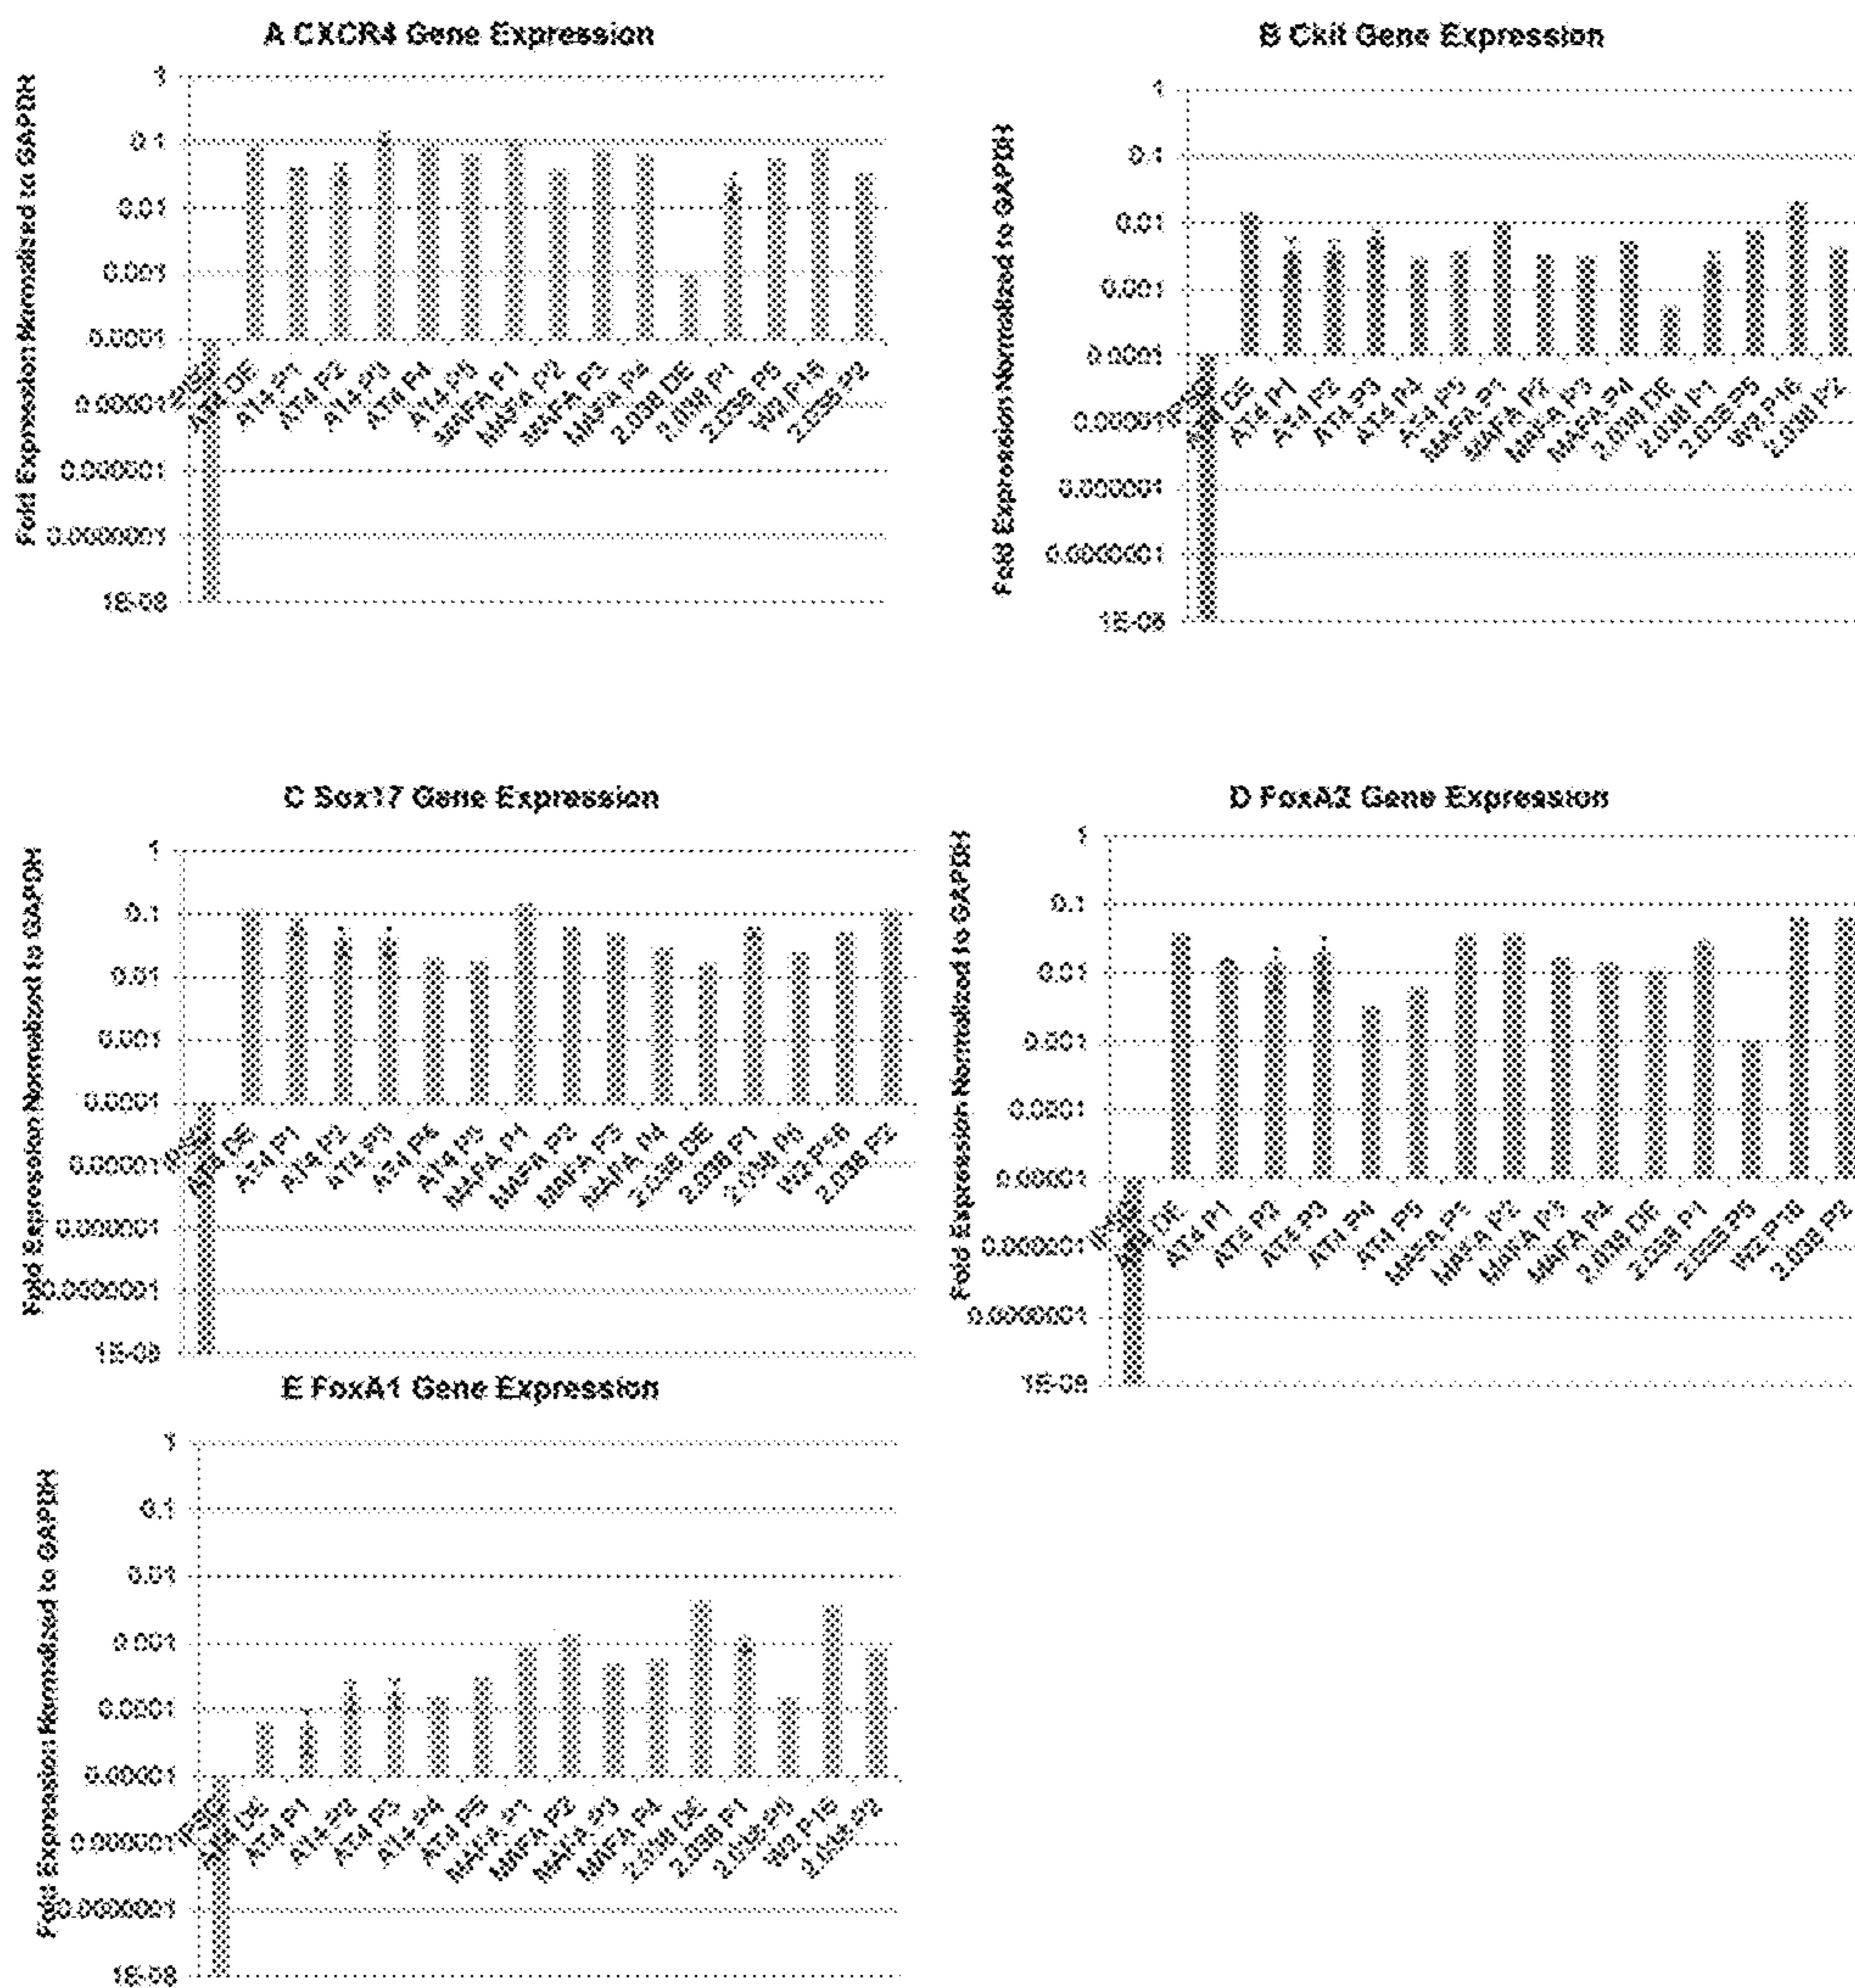 A CXCR4 Gene Expression
Fold Expression Normalized to GAPDH
1
0.1
0.01
0.001
0.0001
0.00001
0.000001
0.0000001
1E-08
DE
AT4 P1
AT4 P2
AT4 P3
AT4 P4
AT4 P5
MAFA P1
MAFA P2
MAFA P3
MAFA P4
2.038 DE
2.038 P1
2.038 P5
W2 P16
2.038 P2
B Ckit Gene Expression
Fold Expression Normalized to GAPDH
1
0.1
0.01
0.001
0.0001
0.00001
0.000001
0.0000001
1E-08
DE
AT4 P1
AT4 P2
AT4 P3
AT4 P4
AT4 P5
MAFA P1
MAFA P2
MAFA P3
MAFA P4
2.038 DE
2.038 P1
2.038 P5
W2 P16
2.038 P2
C Sox17 Gene Expression
Fold Expression Normalized to GAPDH
1
0.1
0.01
0.001
0.0001
0.00001
0.000001
0.0000001
1E-08
DE
AT4 P1
AT4 P2
AT4 P3
AT4 P4
AT4 P5
MAFA P1
MAFA P2
MAFA P3
MAFA P4
2.038 DE
2.038 P1
2.038 P5
W2 P16
2.038 P2
D FoxA2 Gene Expression
Fold Expression Normalized to GAPDH
1
0.1
0.01
0.001
0.0001
0.00001
0.000001
0.0000001
1E-08
DE
AT4 P1
AT4 P2
AT4 P3
AT4 P4
AT4 P5
MAFA P1
MAFA P2
MAFA P3
MAFA P4
2.038 DE
2.038 P1
2.038 P5
W2 P16
2.038 P2
E FoxA1 Gene Expression
Fold Expression Normalized to GAPDH
1
0.1
0.01
0.001
0.0001
0.00001
0.000001
0.0000001
1E-08
DE
AT4 P1
AT4 P2
AT4 P3
AT4 P4
AT4 P5
MAFA P1
MAFA P2
MAFA P3
MAFA P4
2.038 DE
2.038 P1
2.038 P5
W2 P16
2.038 P2